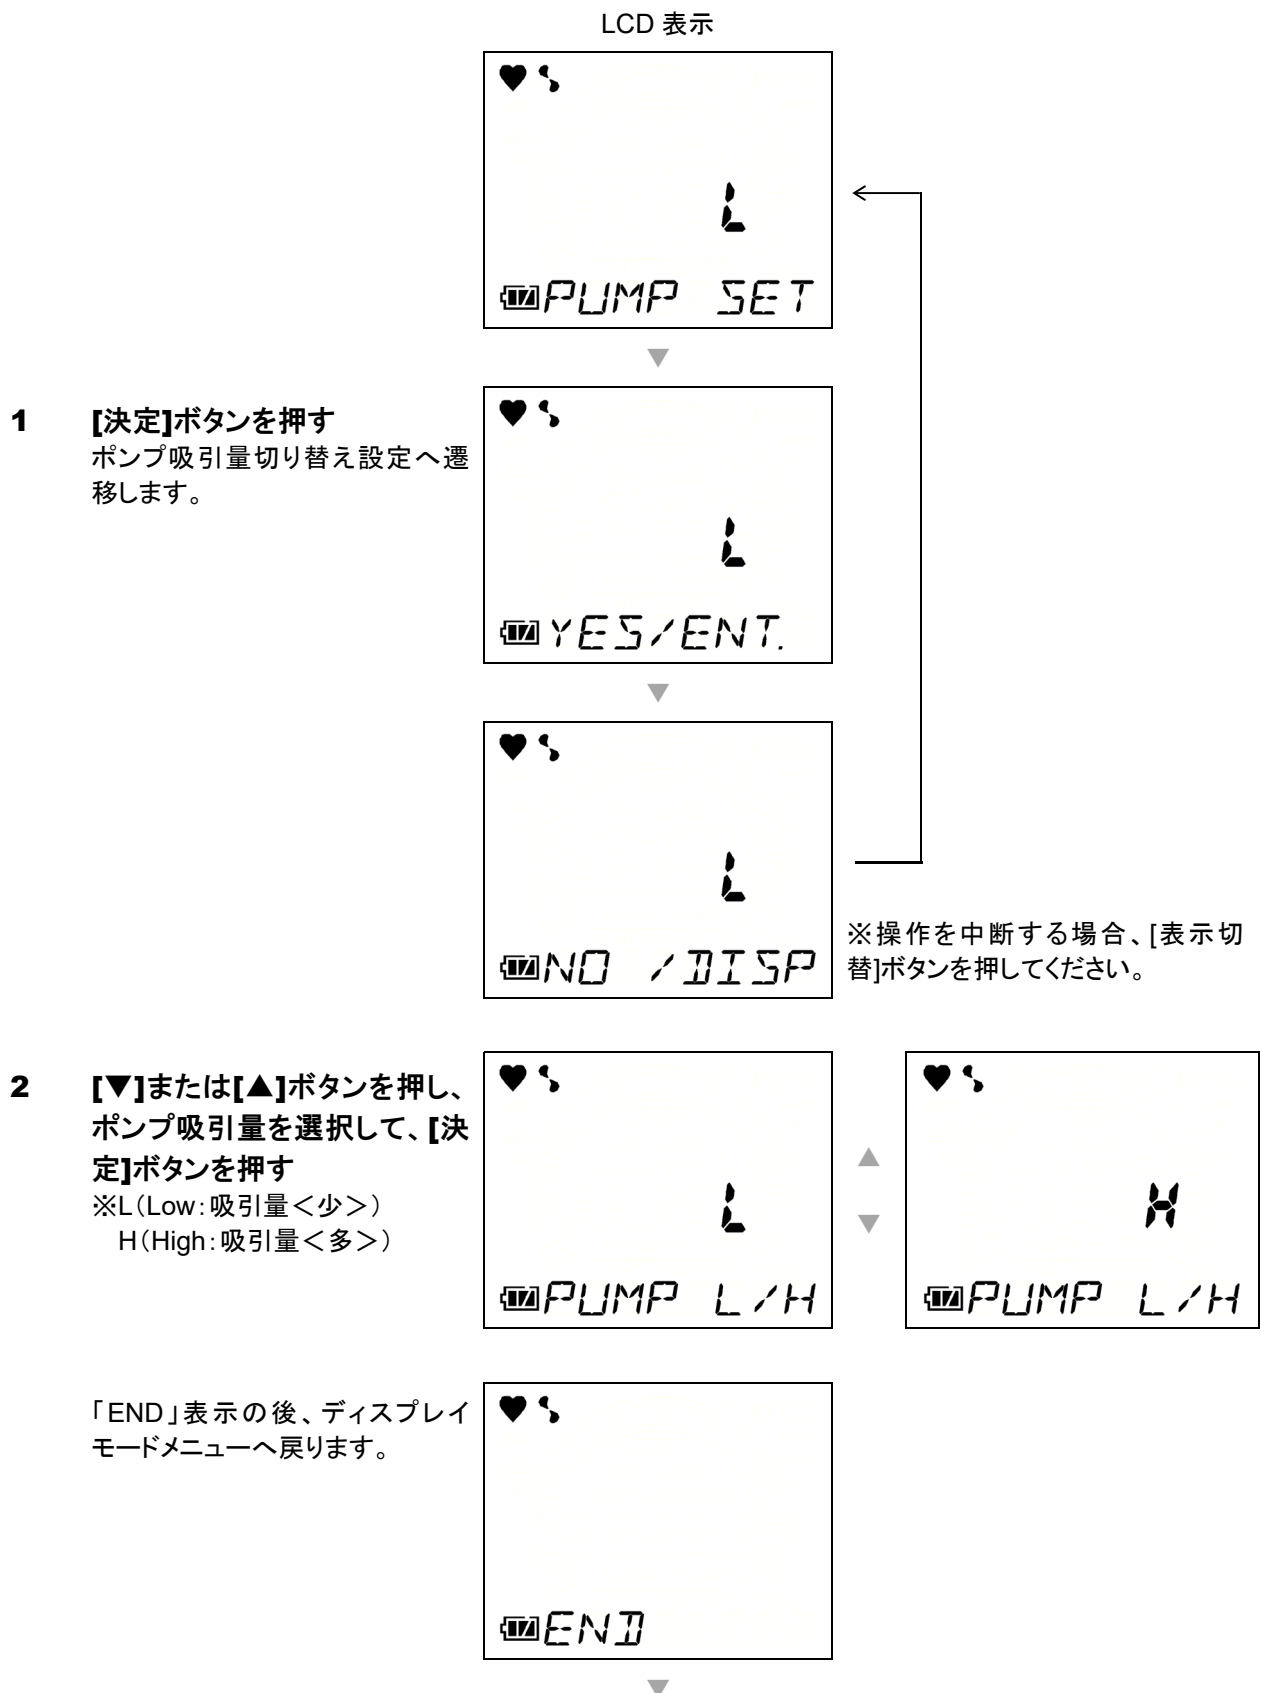 LCD 表示
L
PUMP SET
▼
1 [決定]ボタンを押す
ポンプ吸引量切り替え設定へ遷
移します。
L
YES/ENT.
▼
L
NO /DISP
※操作を中断する場合、[表示切
替]ボタンを押してください。
2 [▼]または[▲]ボタンを押し、
ポンプ吸引量を選択して、[決
定]ボタンを押す
※L(Low:吸引量<少>)
H(High:吸引量<多>)
L
PUMP L/H
▲
▼
H
PUMP L/H
「END」表示の後、ディスプレイ
モードメニューへ戻ります。
END
▼